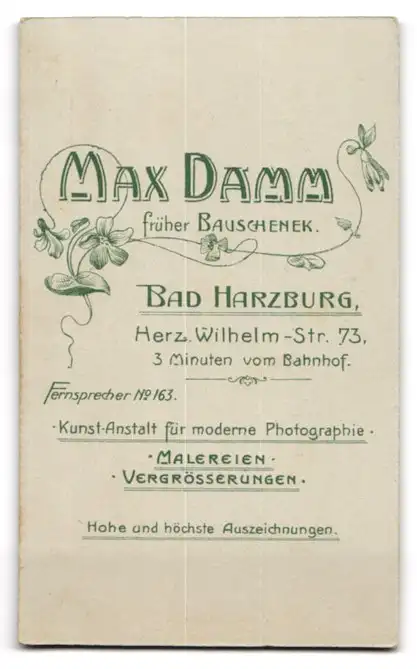 MAX DAMM
früher BAUSCHENEK.
BAD HARZBURG,
Herz. Wilhelm-Str. 73,
3 Minuten vom Bahnhof.
Fernsprecher No 163.
· Kunst-Anstalt für moderne Photographie ·
· MALEREIEN ·
· VERGRÖSSERUNGEN ·
Hohe und höchste Auszeichnungen.